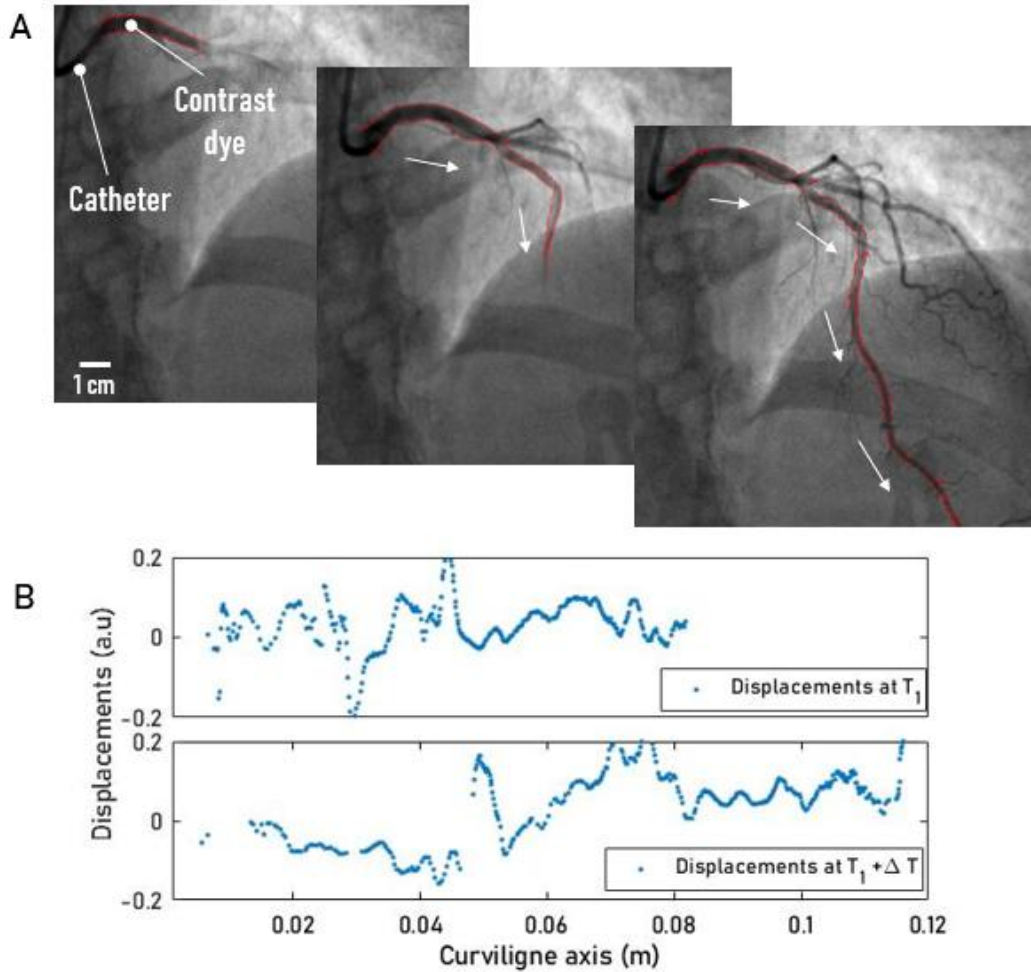 A
Contrast
dye
Catheter
1 cm
B
Displacements (a.u)
0.2
0
-0.2
Displacements at T₁
0.2
0
-0.2
Displacements at T₁ + Δ T
0.02
0.04
0.06
0.08
0.1
0.12
Curviligne axis (m)